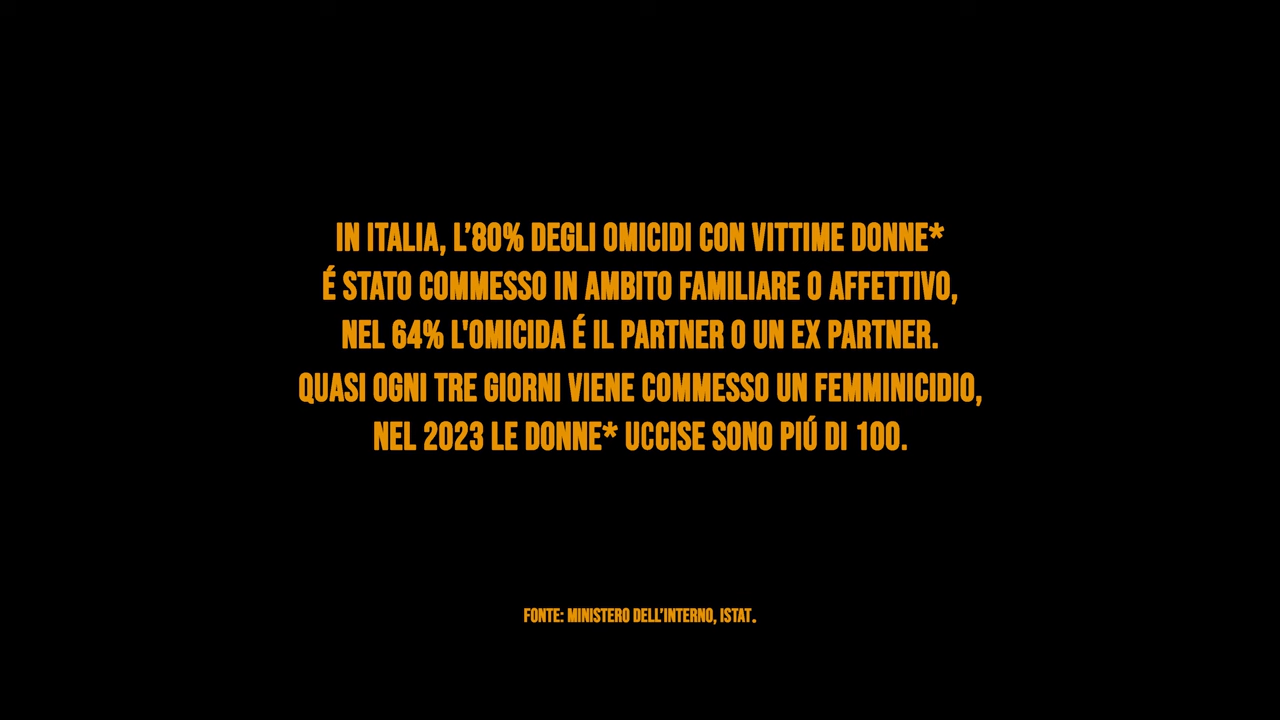 IN ITALIA, L’80% DEGLI OMICIDI CON VITTIME DONNE*
É STATO COMMESSO IN AMBITO FAMILIARE O AFFETTIVO,
NEL 64% L'OMICIDA É IL PARTNER O UN EX PARTNER.
QUASI OGNI TRE GIORNI VIENE COMMESSO UN FEMMINICIDIO,
NEL 2023 LE DONNE* UCCISE SONO PIÚ DI 100.
FONTE: MINISTERO DELL’INTERNO, ISTAT.